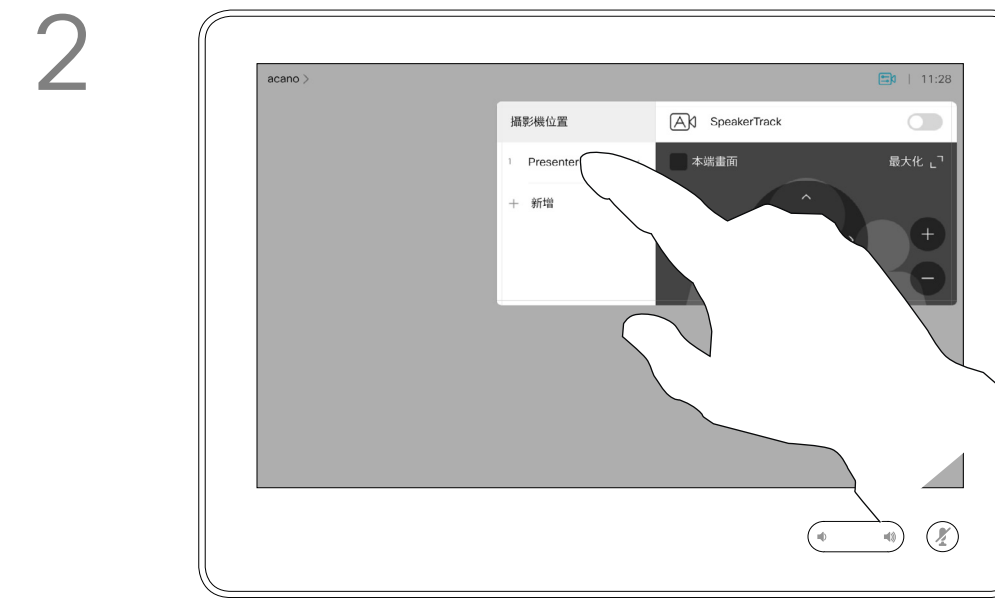 2
acano >
11:28
攝影機位置
SpeakerTrack
1 Presenter
本端畫面
最大化
+ 新增